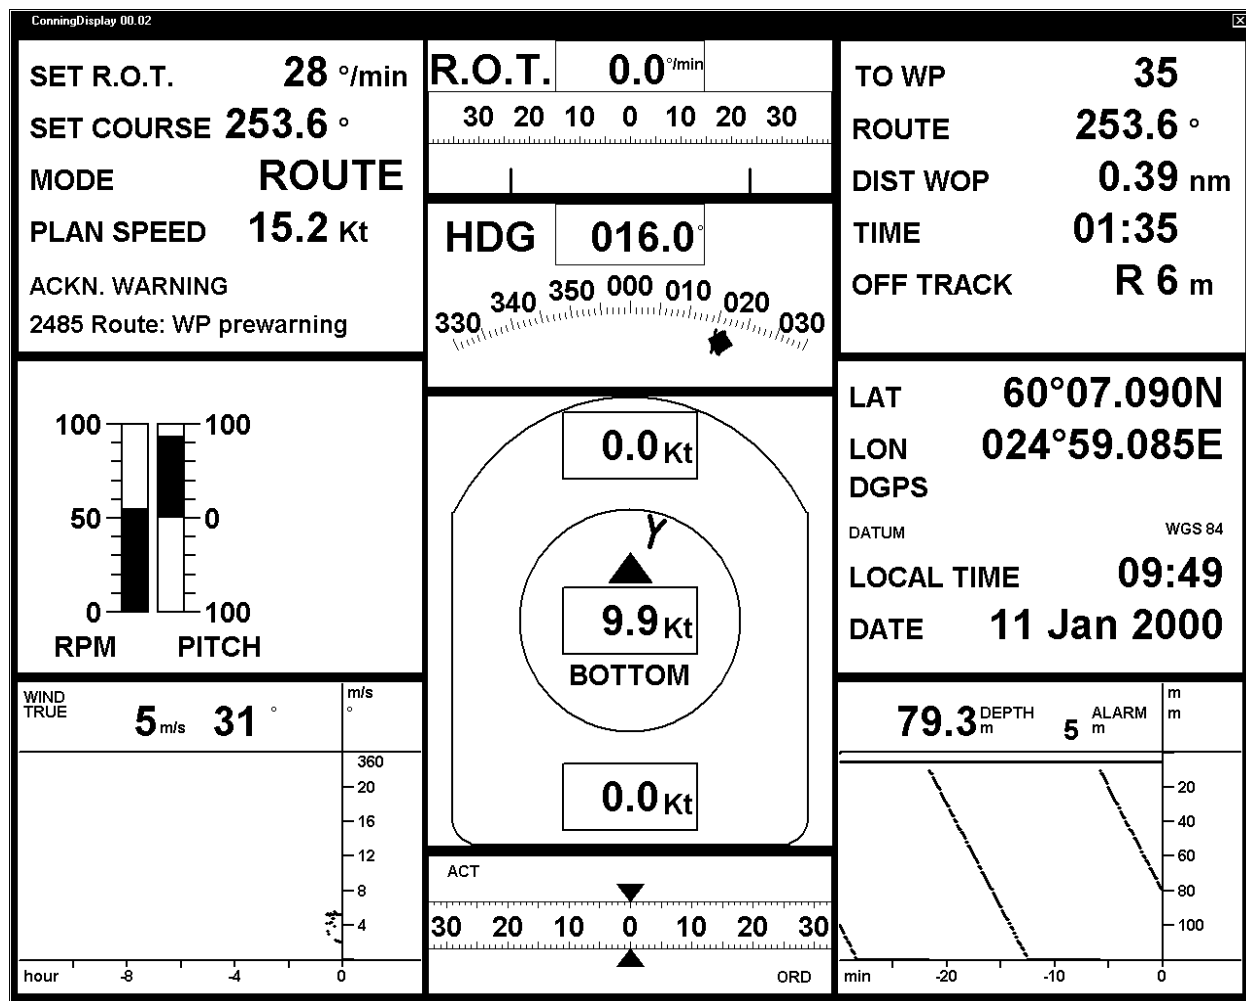 ConningDisplay 00.02
SET R.O.T. 28 °/min
SET COURSE 253.6 °
MODE ROUTE
PLAN SPEED 15.2 Kt
ACKN. WARNING
2485 Route: WP prewarning
R.O.T. 0.0 °/min
30 20 10 0 10 20 30
HDG 016.0°
330 340 350 000 010 020 030
TO WP 35
ROUTE 253.6 °
DIST WOP 0.39 nm
TIME 01:35
OFF TRACK R 6 m
100 100
50 0
0 100
RPM PITCH
0.0 Kt
9.9 Kt
BOTTOM
0.0 Kt
LAT 60°07.090N
LON 024°59.085E
DGPS
DATUM WGS 84
LOCAL TIME 09:49
DATE 11 Jan 2000
WIND
TRUE 5 m/s 31 °
m/s
°
360
20
16
12
8
4
hour -8 -4 0
ACT
30 20 10 0 10 20 30
ORD
79.3 DEPTH m 5 ALARM m
m
m
20
40
60
80
100
min -20 -10 0